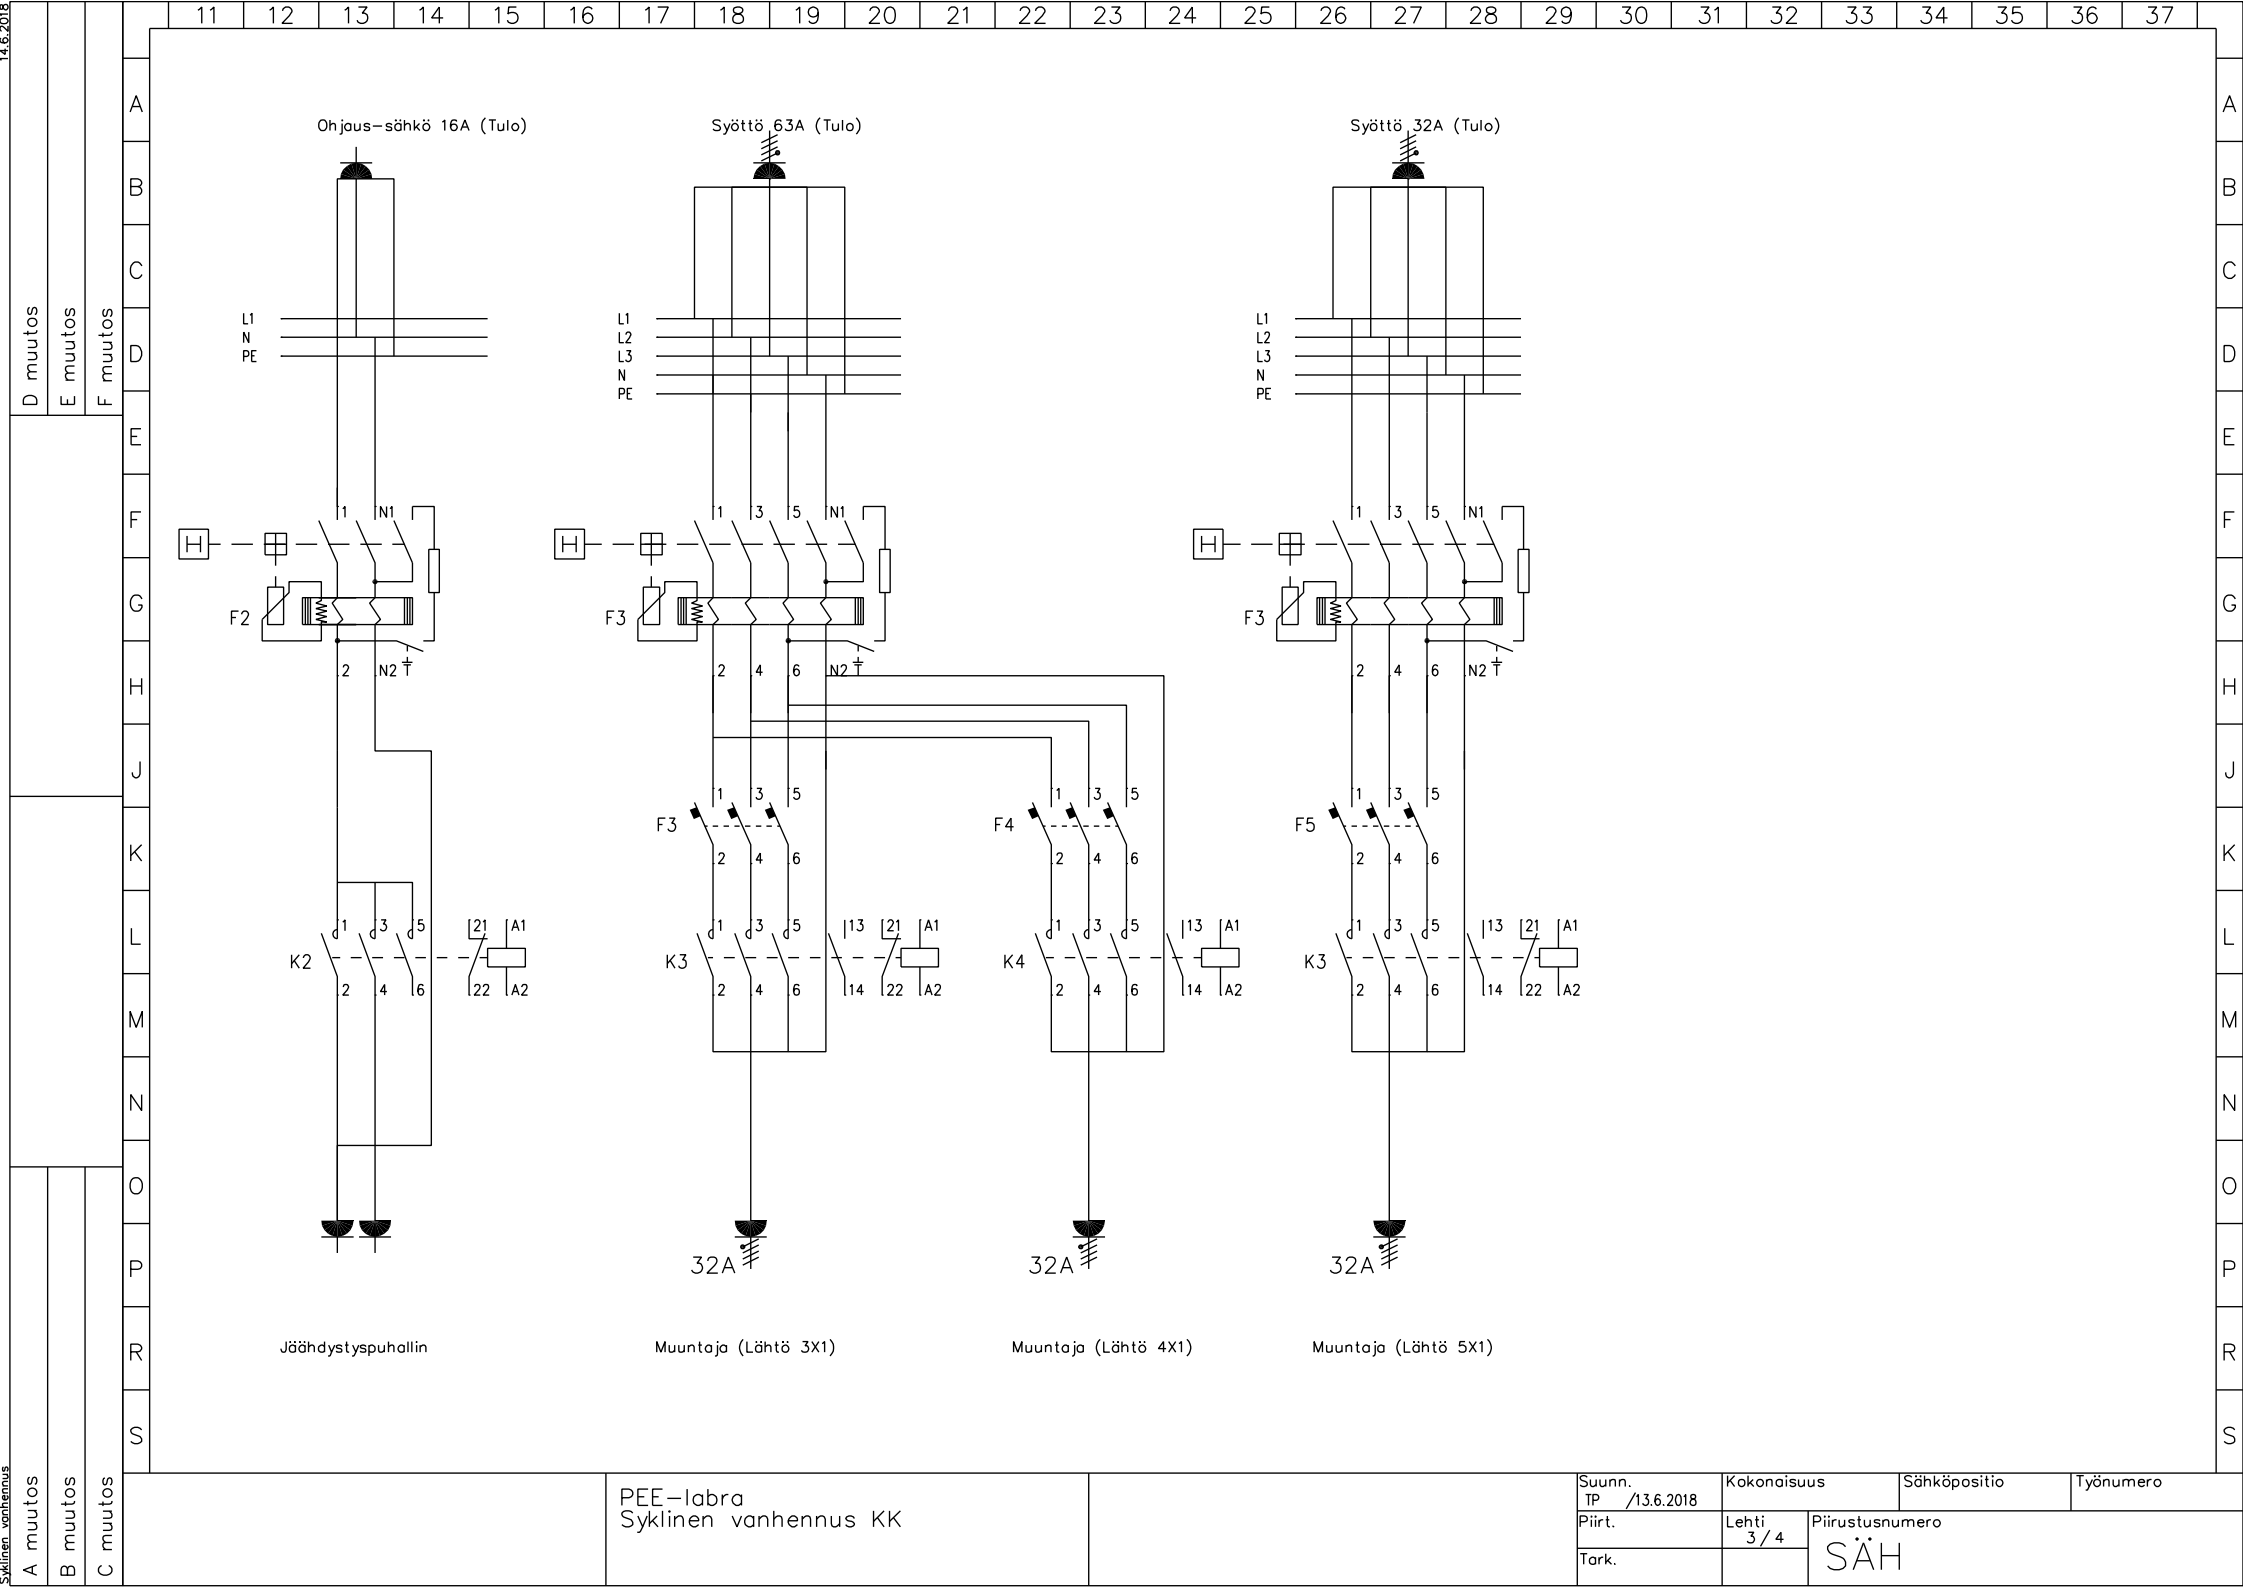 11 12 13 14 15 16 17 18 19 20 21 22 23 24 25 26 27 28 29 30 31 32 33 34 35 36 37
14.6.2018
D muutos
E muutos
F muutos
A A
Ohjaus-sähkö 16A (Tulo) Syöttö 63A (Tulo) Syöttö 32A (Tulo)
B B
C C
L1 L1 L1
N L2 L2
D D
PE L3 L3
N N
PE PE
E E
F F
1 N1 1 3 5 N1 1 3 5 N1
H H H
G G
F2 F3 F3
2 N2 2 4 6 N2 2 4 6 N2
H H
J J
1 3 5 1 3 5 1 3 5
F3 F4 F5
K K
2 4 6 2 4 6 2 4 6
1 3 5 21 A1 1 3 5 13 21 A1 1 3 5 13 A1 1 3 5 13 21 A1
L L
K2 K3 K4 K3
2 4 6 22 A2 2 4 6 14 22 A2 2 4 6 14 A2 2 4 6 14 22 A2
M M
N N
O O
P P
32A 32A 32A
R R
Jäähdystyspuhallin Muuntaja (Lähtö 3X1) Muuntaja (Lähtö 4X1) Muuntaja (Lähtö 5X1)
S S
Syklinen vanhennus
A muutos
B muutos
C muutos
PEE-labra
Syklinen vanhennus KK
Suunn. Kokonaisuus Sähköpositio Työnumero
TP /13.6.2018
Piirt. Lehti Piirustusnumero
3/4
SÄH
Tark.